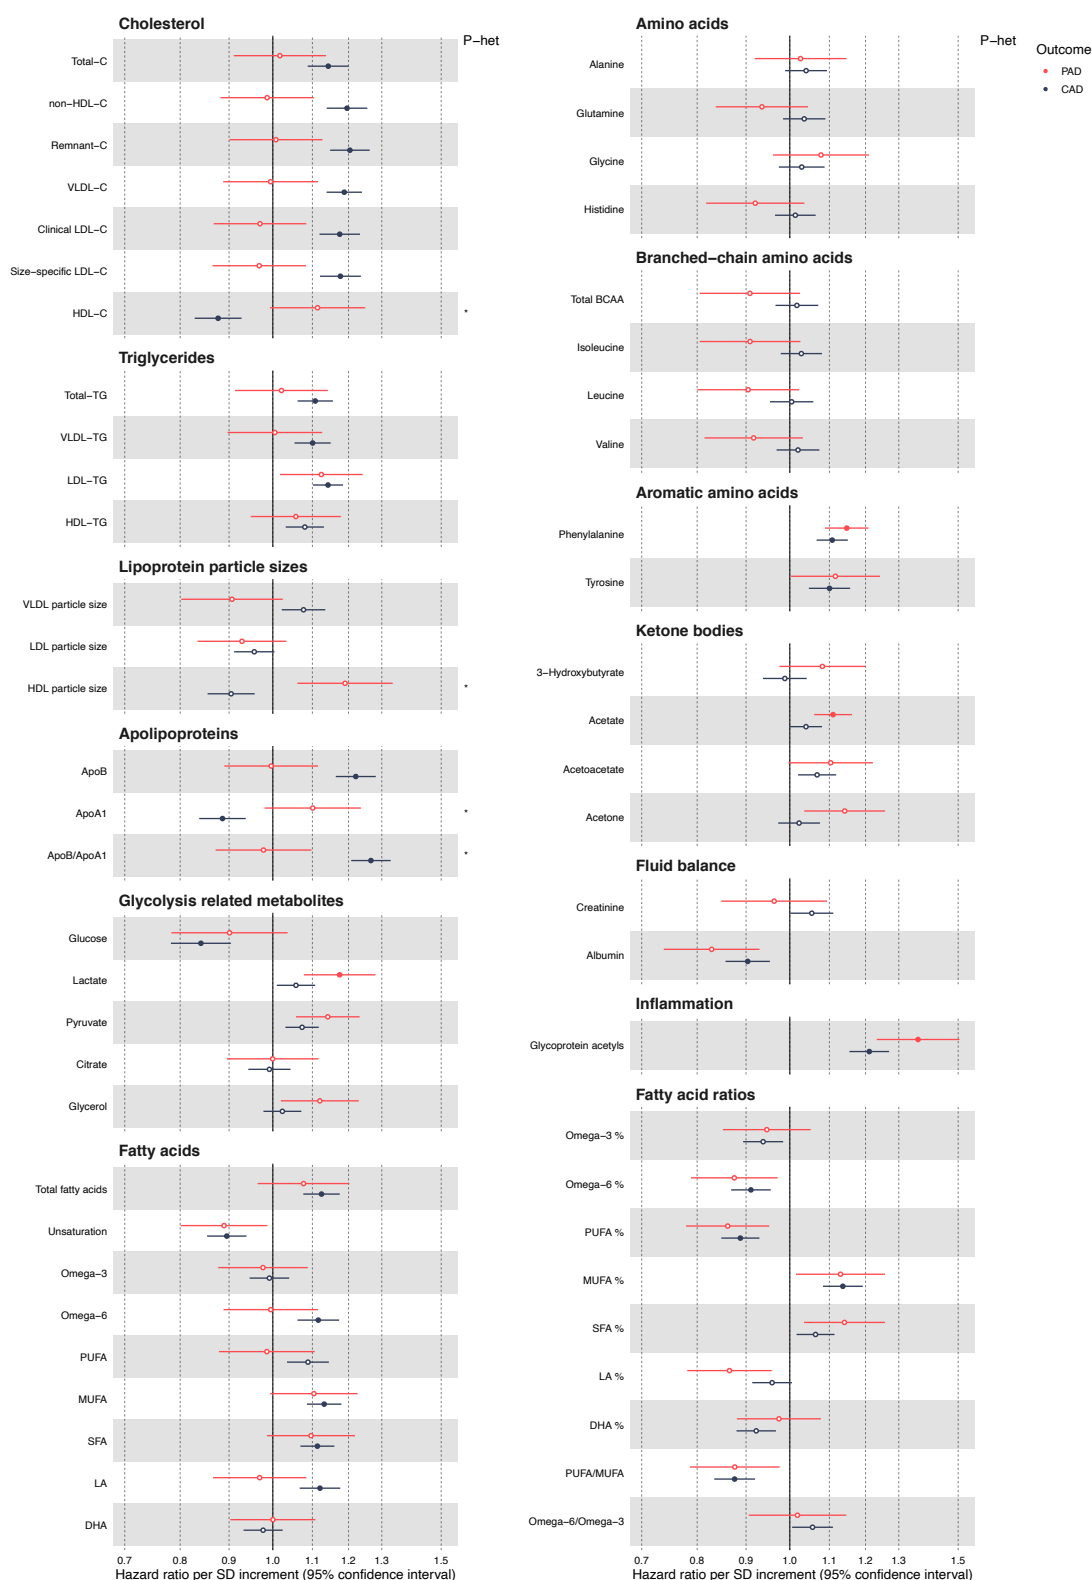 Cholesterol
P−het
Total−C
non−HDL−C
Remnant−C
VLDL−C
Clinical LDL−C
Size−specific LDL−C
HDL−C
*
Triglycerides
Total−TG
VLDL−TG
LDL−TG
HDL−TG
Lipoprotein particle sizes
VLDL particle size
LDL particle size
HDL particle size
*
Apolipoproteins
ApoB
ApoA1
*
ApoB/ApoA1
*
Glycolysis related metabolites
Glucose
Lactate
Pyruvate
Citrate
Glycerol
Fatty acids
Total fatty acids
Unsaturation
Omega−3
Omega−6
PUFA
MUFA
SFA
LA
DHA
0.7 0.8 0.9 1.0 1.1 1.2 1.3 1.5
Hazard ratio per SD increment (95% confidence interval)
Amino acids
P−het
Alanine
Glutamine
Glycine
Histidine
Branched−chain amino acids
Total BCAA
Isoleucine
Leucine
Valine
Aromatic amino acids
Phenylalanine
Tyrosine
Ketone bodies
3−Hydroxybutyrate
Acetate
Acetoacetate
Acetone
Fluid balance
Creatinine
Albumin
Inflammation
Glycoprotein acetyls
Fatty acid ratios
Omega−3 %
Omega−6 %
PUFA %
MUFA %
SFA %
LA %
DHA %
PUFA/MUFA
Omega−6/Omega−3
0.7 0.8 0.9 1.0 1.1 1.2 1.3 1.5
Hazard ratio per SD increment (95% confidence interval)
Outcome
PAD
CAD